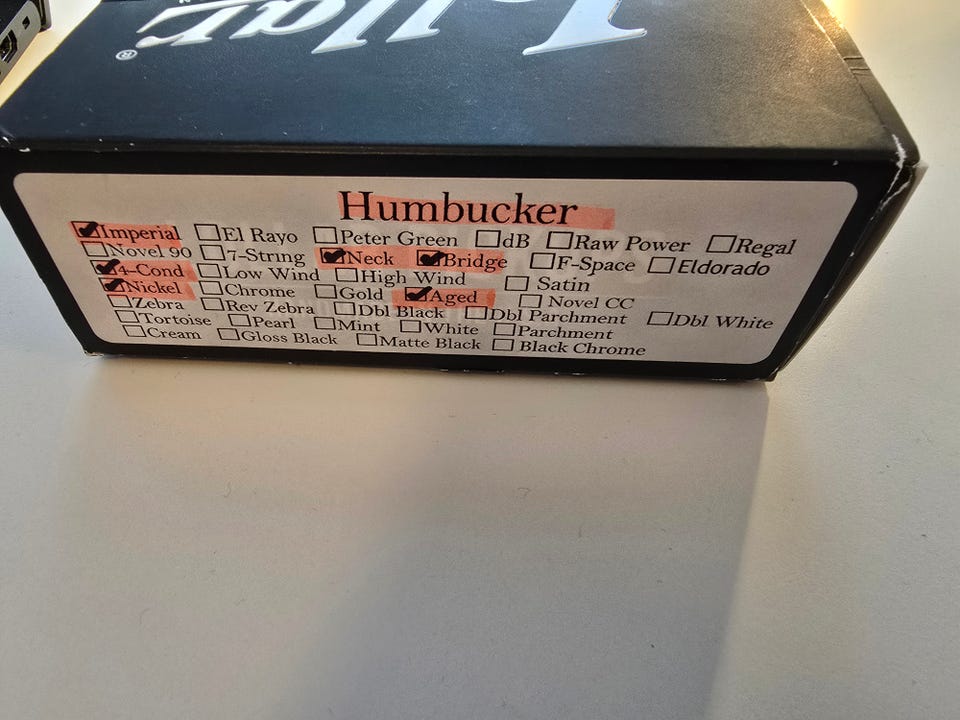 Humbucker
Imperial El Rayo Peter Green dB Raw Power Regal
Novel 90 7-String Neck Bridge F-Space Eldorado
4-Cond Low Wind High Wind Satin
Nickel Chrome Gold Aged Novel CC
Zebra Rev Zebra Dbl Black Dbl Parchment Dbl White
Tortoise Pearl Mint White Parchment
Cream Gloss Black Matte Black Black Chrome